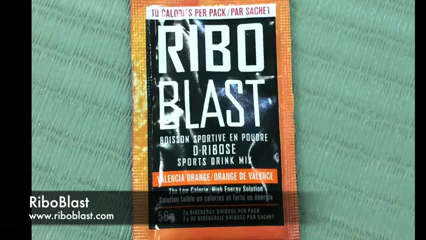 10 CALORIES PER PACK/PAR SACHET
RIBO
BLAST
BOISSON SPORTIVE EN POUDRE
D-RIBOSE
SPORTS DRINK MIX
VALENCIA ORANGE/ORANGE DE VALENCE
The Low Calorie/High Energy Solution
Solution faible en calories et forte en énergie
RiboBlast
www.riboblast.com